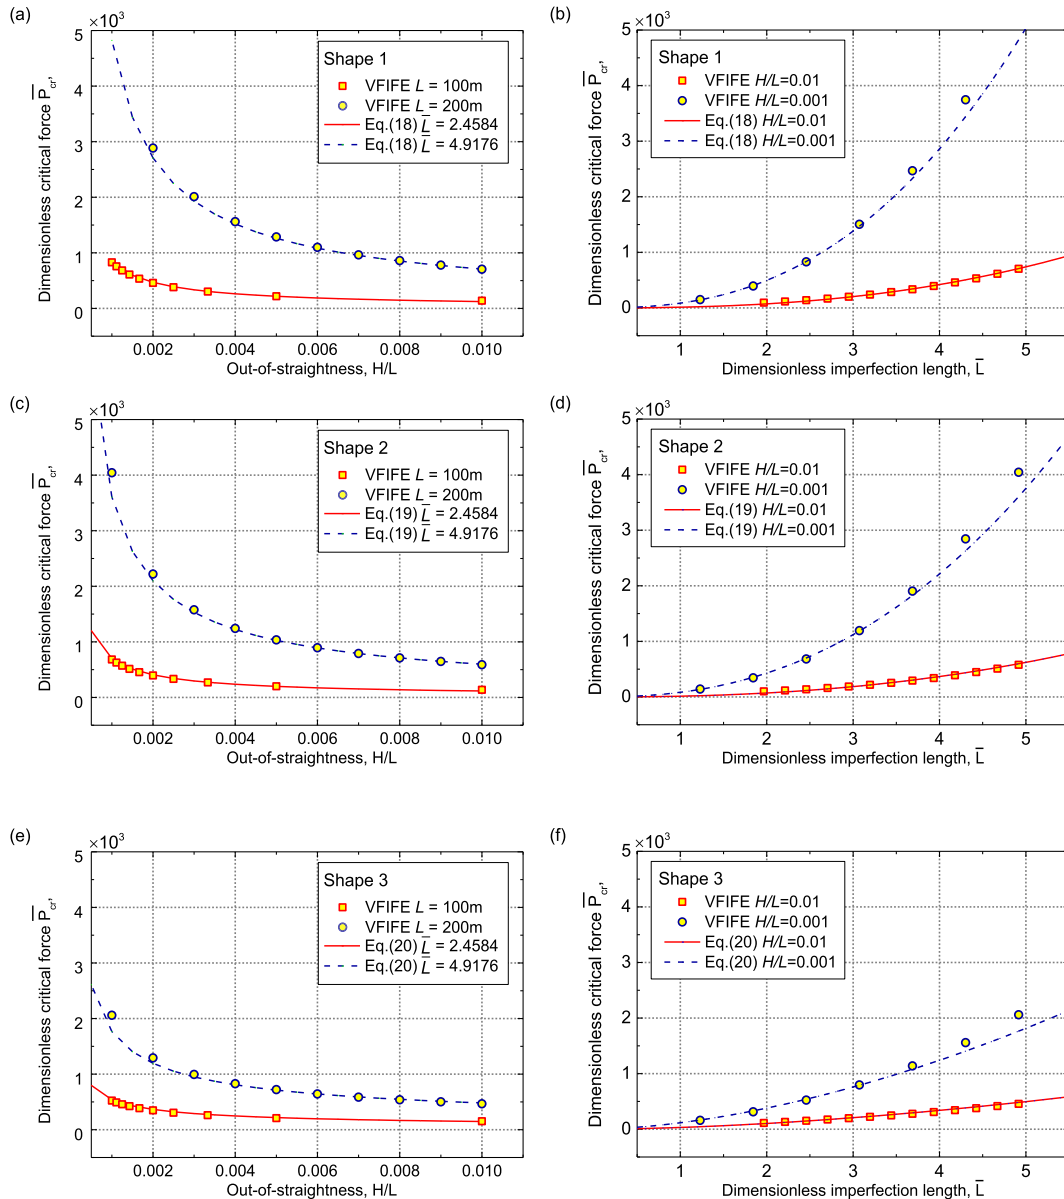 (a)
×10³
5
4
3
2
1
0
Dimensionless critical force P̅cr,
Shape 1
VFIFE L = 100m
VFIFE L = 200m
Eq.(18) L̅ = 2.4584
Eq.(18) L̅ = 4.9176
0.002 0.004 0.006 0.008 0.010
Out-of-straightness, H/L
(b)
×10³
5
4
3
2
1
0
Dimensionless critical force P̅cr,
Shape 1
VFIFE H/L=0.01
VFIFE H/L=0.001
Eq.(18) H/L=0.01
Eq.(18) H/L=0.001
1 2 3 4 5
Dimensionless imperfection length, L̅
(c)
×10³
5
4
3
2
1
0
Dimensionless critical force P̅cr,
Shape 2
VFIFE L = 100m
VFIFE L = 200m
Eq.(19) L̅ = 2.4584
Eq.(19) L̅ = 4.9176
0.002 0.004 0.006 0.008 0.010
Out-of-straightness, H/L
(d)
×10³
5
4
3
2
1
0
Dimensionless critical force P̅cr,
Shape 2
VFIFE H/L=0.01
VFIFE H/L=0.001
Eq.(19) H/L=0.01
Eq.(19) H/L=0.001
1 2 3 4 5
Dimensionless imperfection length, L̅
(e)
×10³
5
4
3
2
1
0
Dimensionless critical force P̅cr,
Shape 3
VFIFE L = 100m
VFIFE L = 200m
Eq.(20) L̅ = 2.4584
Eq.(20) L̅ = 4.9176
0.002 0.004 0.006 0.008 0.010
Out-of-straightness, H/L
(f)
×10³
5
4
3
2
1
0
Dimensionless critical force P̅cr,
Shape 3
VFIFE H/L=0.01
VFIFE H/L=0.001
Eq.(20) H/L=0.01
Eq.(20) H/L=0.001
1 2 3 4 5
Dimensionless imperfection length, L̅